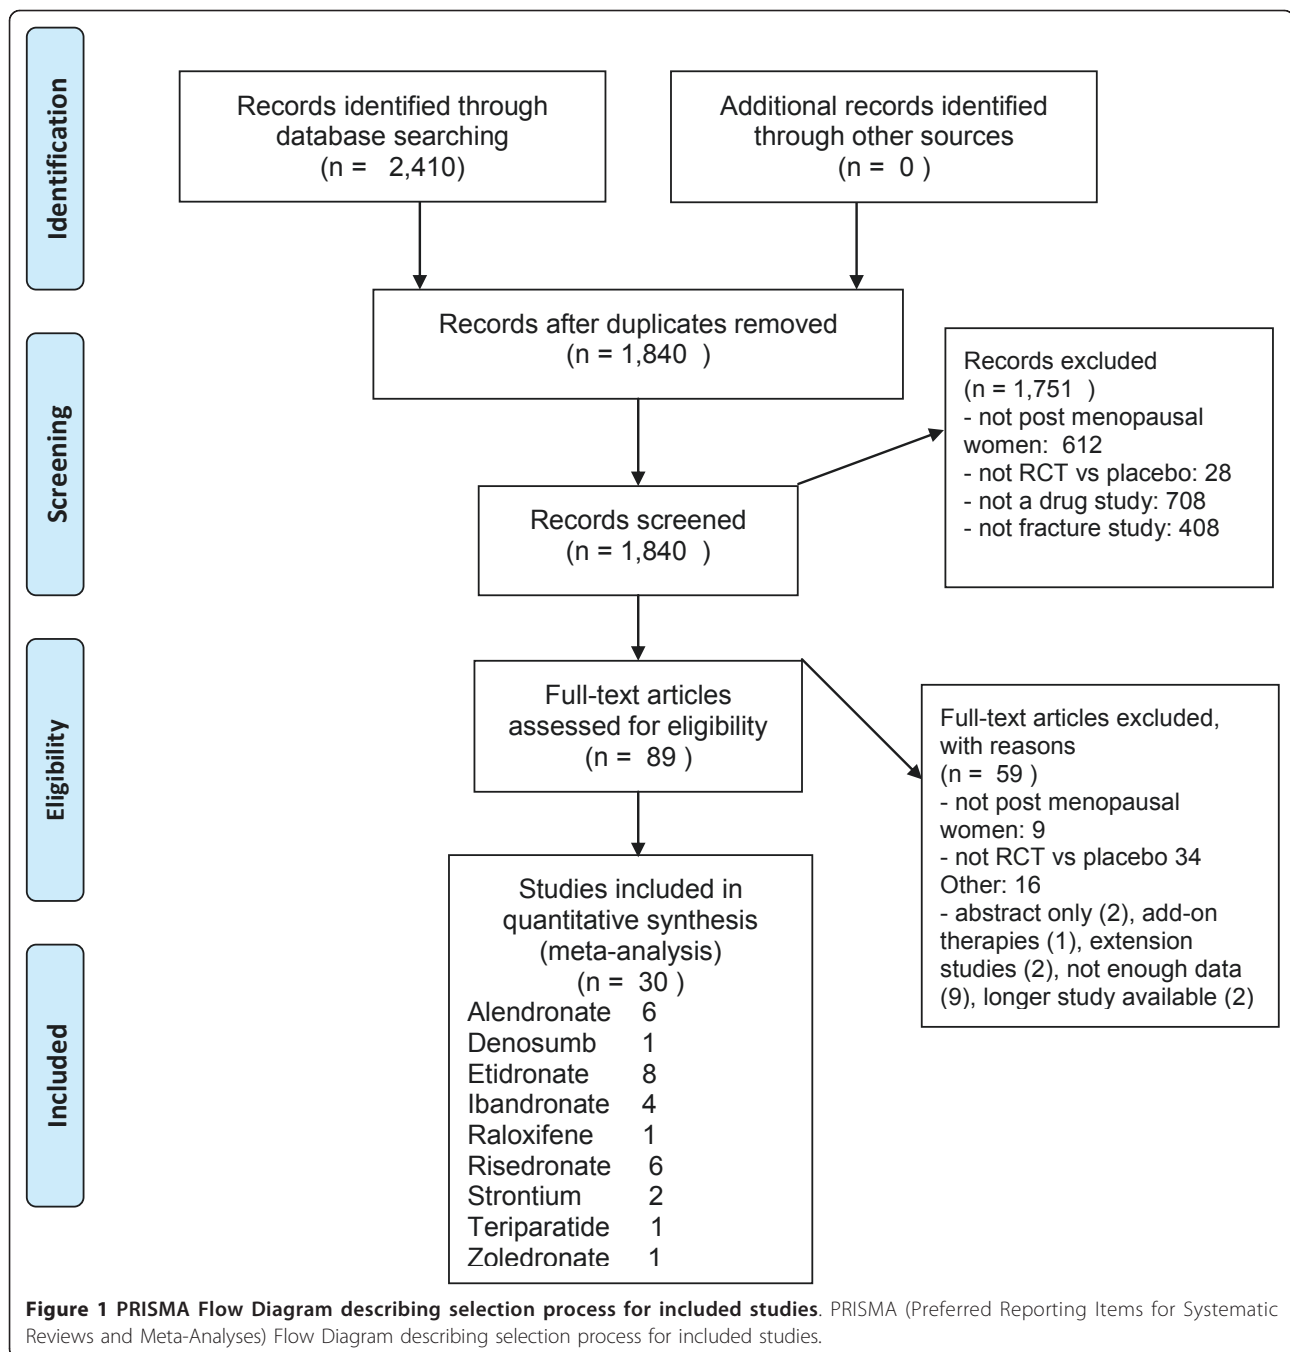 Identification
Records identified through
database searching
(n = 2,410)
Additional records identified
through other sources
(n = 0 )
Records after duplicates removed
(n = 1,840 )
Screening
Records screened
(n = 1,840 )
Records excluded
(n = 1,751 )
- not post menopausal
women: 612
- not RCT vs placebo: 28
- not a drug study: 708
- not fracture study: 408
Eligibility
Full-text articles
assessed for eligibility
(n = 89 )
Full-text articles excluded,
with reasons
(n = 59 )
- not post menopausal
women: 9
- not RCT vs placebo 34
Other: 16
- abstract only (2), add-on
therapies (1), extension
studies (2), not enough data
(9), longer study available (2)
Included
Studies included in
quantitative synthesis
(meta-analysis)
(n = 30 )
Alendronate 6
Denosumb 1
Etidronate 8
Ibandronate 4
Raloxifene 1
Risedronate 6
Strontium 2
Teriparatide 1
Zoledronate 1
Figure 1 PRISMA Flow Diagram describing selection process for included studies. PRISMA (Preferred Reporting Items for Systematic
Reviews and Meta-Analyses) Flow Diagram describing selection process for included studies.